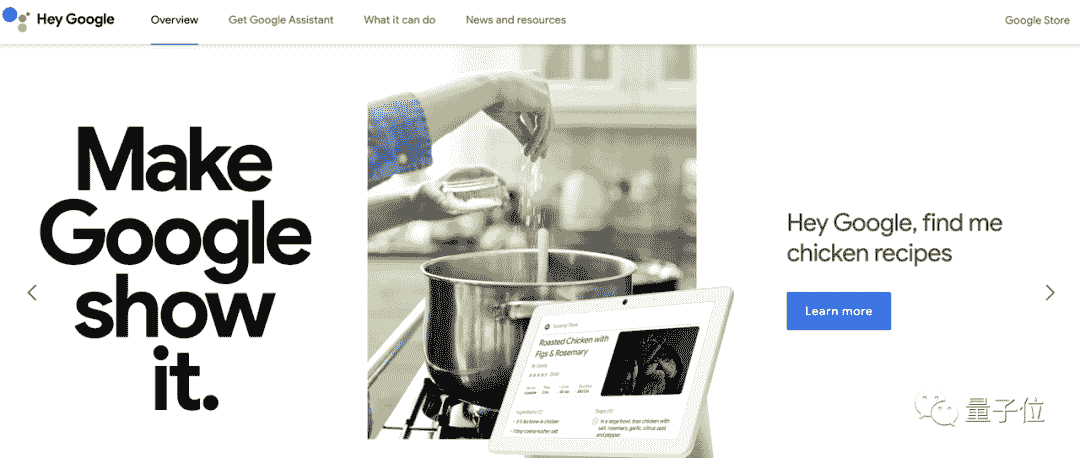 Hey Google
Overview
Get Google Assistant
What it can do
News and resources
Google Store
Make
Google
show
it.
Roasted Chicken with
Figs & Rosemary
Hey Google, find me
chicken recipes
Learn more
量子位